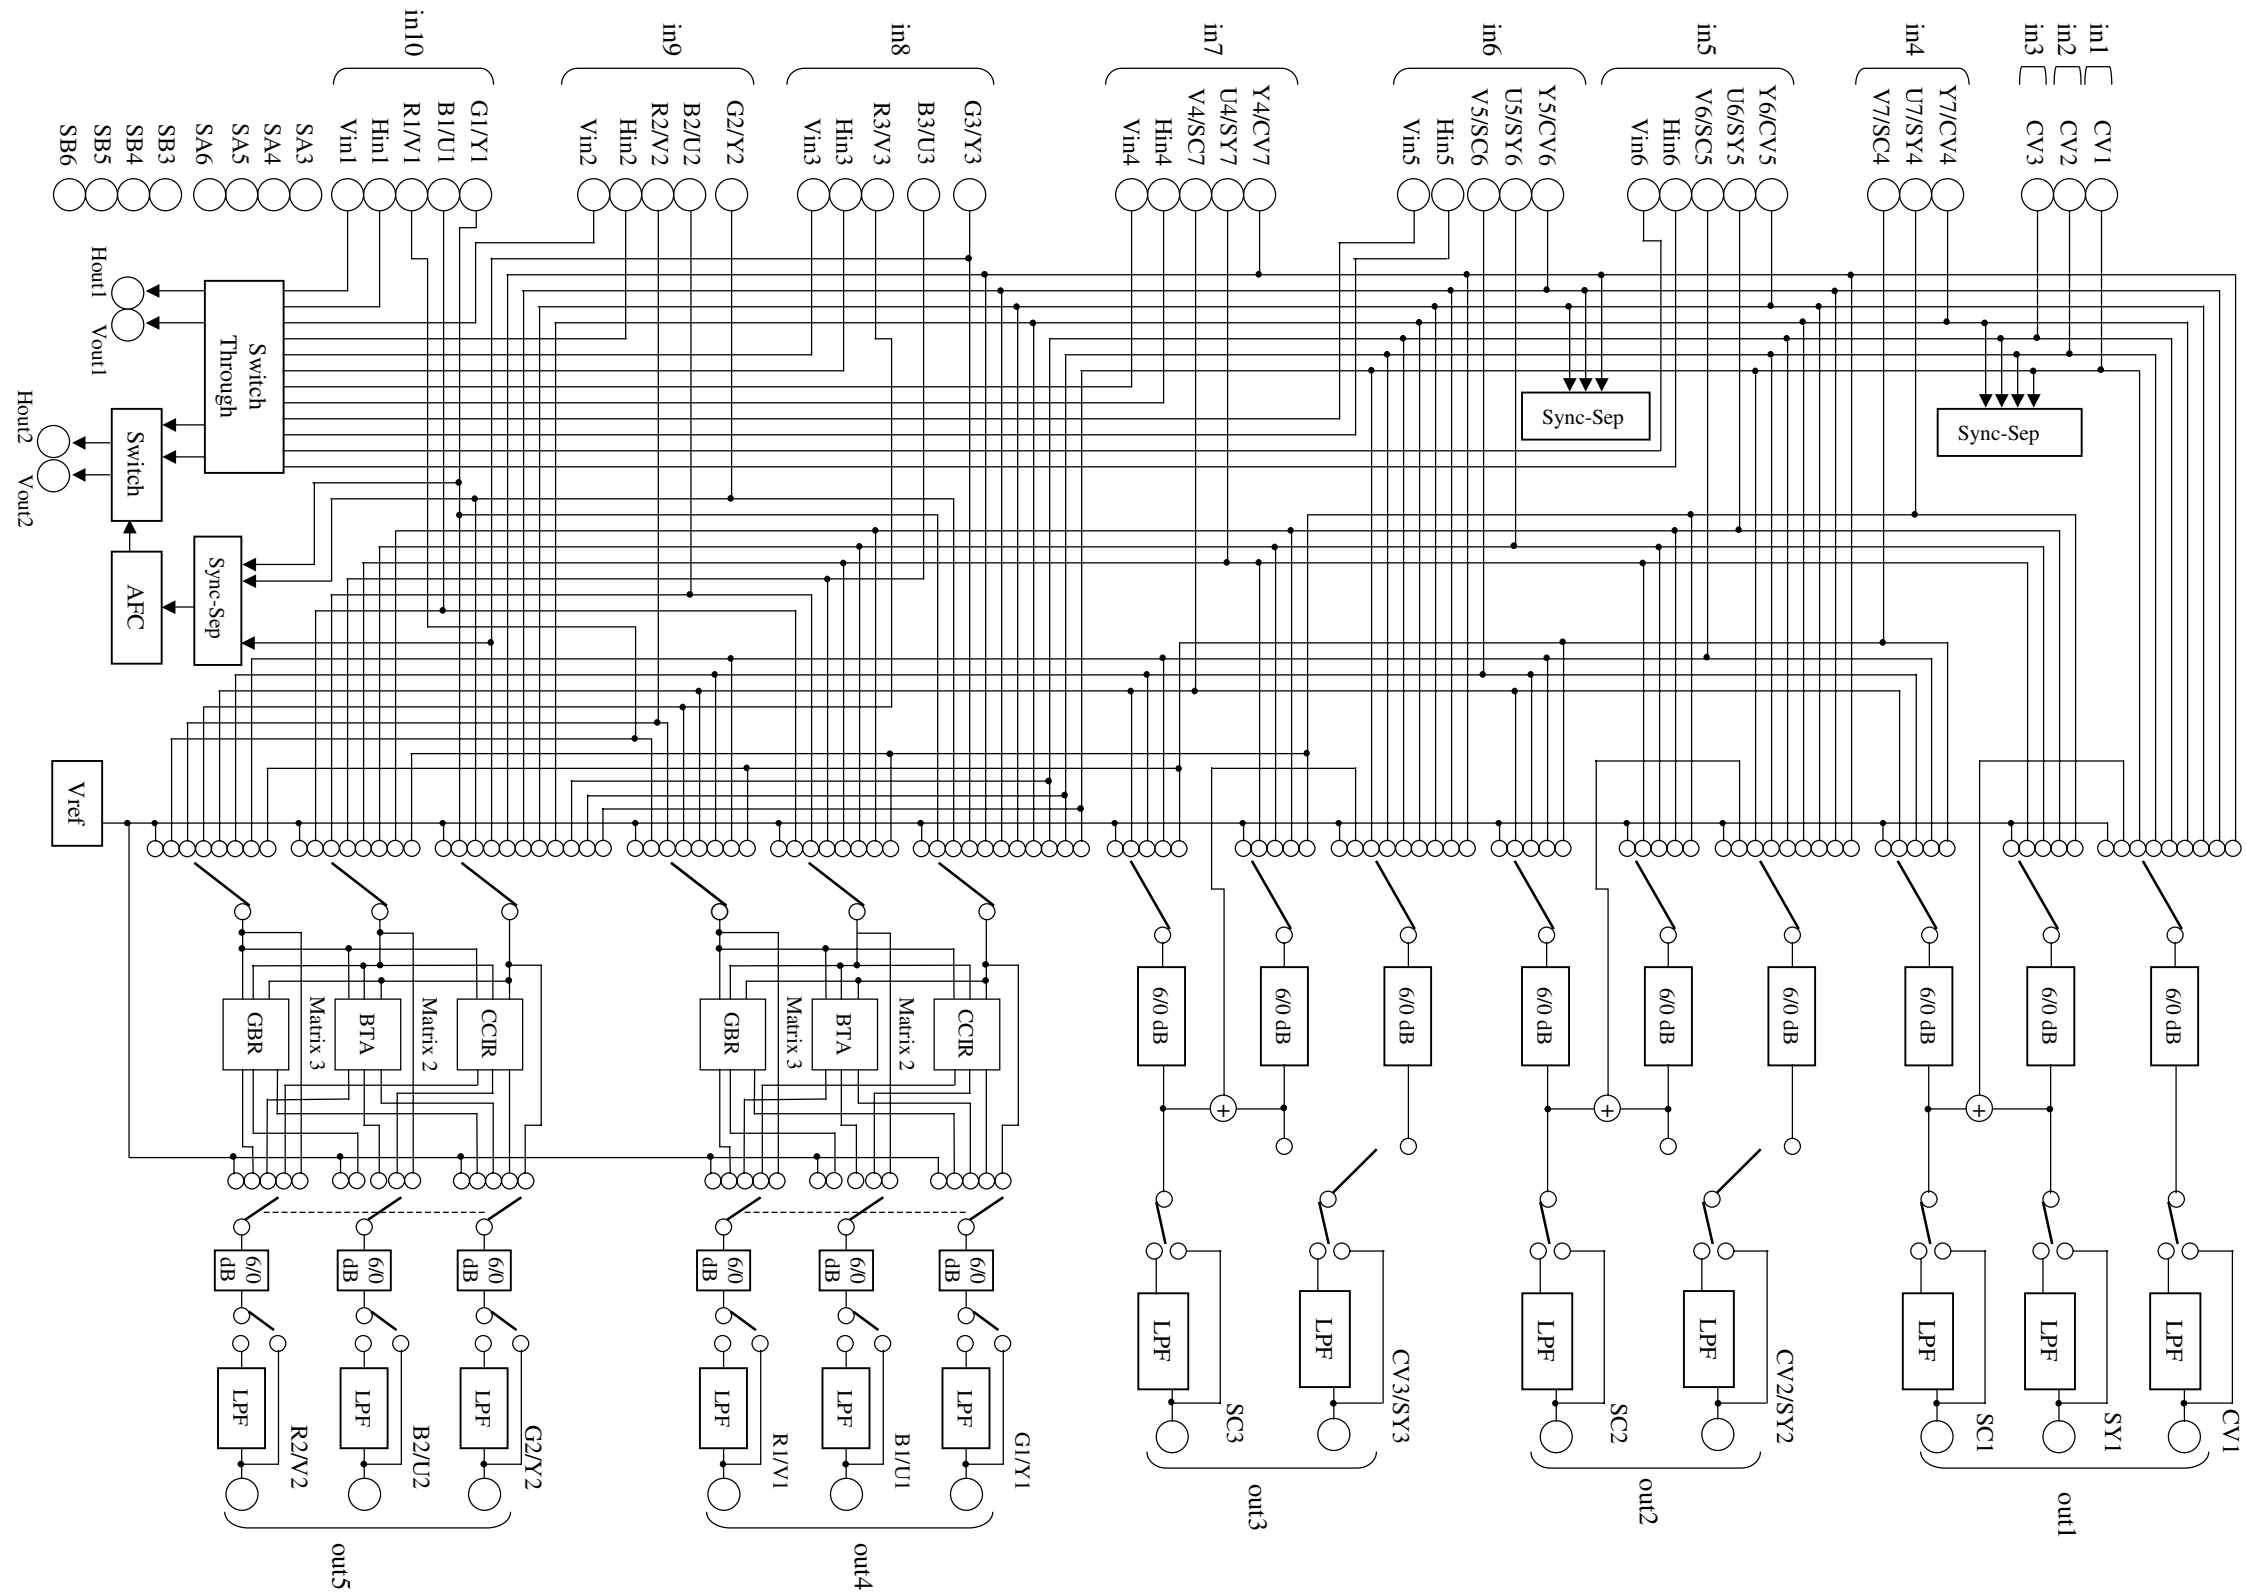 in1
in2
in3
in4
in5
in6
in7
in8
in9
in10
CV1
CV2
CV3
Y7/CV4
U7/SY4
V7/SC4
Y6/CV5
U6/SY5
V6/SC5
Hin6
Vin6
Y5/CV6
U5/SY6
V5/SC6
Hin5
Vin5
Y4/CV7
U4/SY7
V4/SC7
Hin4
Vin4
G3/Y3
B3/U3
R3/V3
Hin3
Vin3
G2/Y2
B2/U2
R2/V2
Hin2
Vin2
G1/Y1
B1/U1
R1/V1
Hin1
Vin1
SA3
SA4
SA5
SA6
SB3
SB4
SB5
SB6
Hout1
Vout1
Switch
Through
Hout2
Vout2
Switch
AFC
Sync-Sep
Sync-Sep
Sync-Sep
Vref
6/0 dB
6/0 dB
6/0 dB
6/0 dB
6/0 dB
6/0 dB
6/0 dB
6/0 dB
6/0 dB
+
+
+
CCIR
Matrix 2
BTA
Matrix 3
GBR
CCIR
Matrix 2
BTA
Matrix 3
GBR
6/0
dB
6/0
dB
6/0
dB
6/0
dB
6/0
dB
6/0
dB
LPF
LPF
LPF
LPF
LPF
LPF
LPF
LPF
LPF
LPF
LPF
LPF
LPF
CV1
SY1
SC1
CV2/SY2
SC2
CV3/SY3
SC3
G1/Y1
B1/U1
R1/V1
G2/Y2
B2/U2
R2/V2
out1
out2
out3
out4
out5